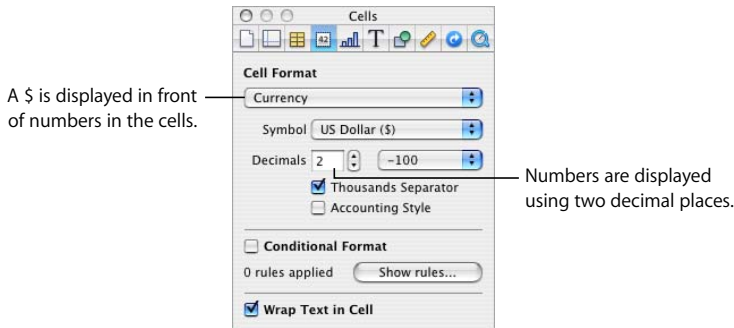 Cells
42
T
Cell Format
A $ is displayed in front
of numbers in the cells.
Currency
Symbol US Dollar ($)
Decimals 2 -100
Numbers are displayed
using two decimal places.
Thousands Separator
Accounting Style
Conditional Format
0 rules applied Show rules...
Wrap Text in Cell